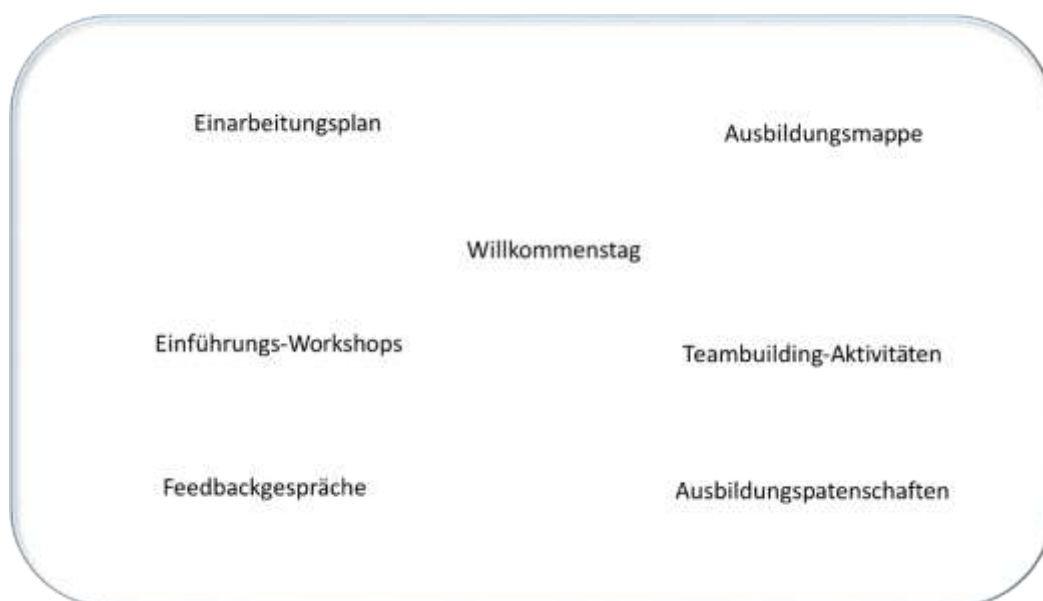 Einarbeitungsplan
Ausbildungsmappe
Willkommenstag
Einführungs-Workshops
Teambuilding-Aktivitäten
Feedbackgespräche
Ausbildungspatenschaften